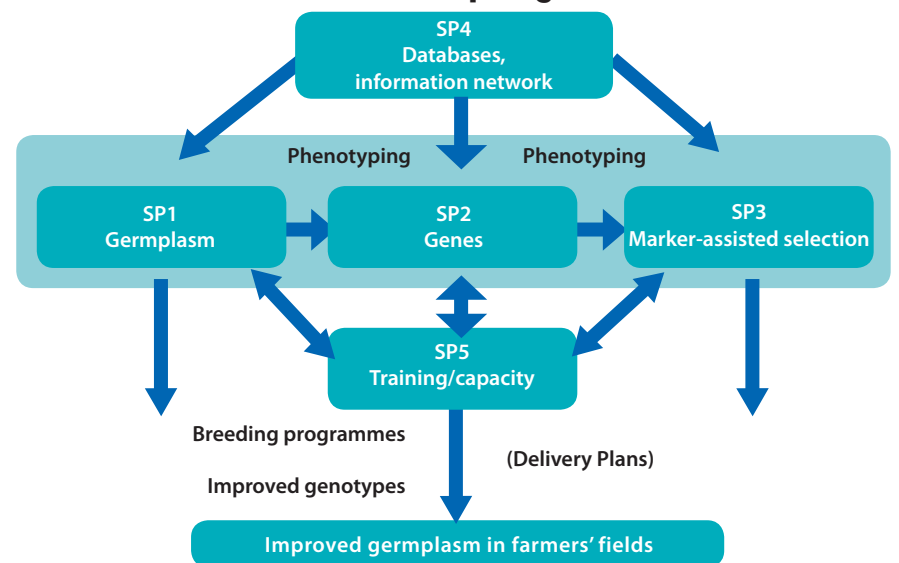 SP4
Databases,
information network
Phenotyping
Phenotyping
SP1
Germplasm
SP2
Genes
SP3
Marker-assisted selection
SP5
Training/capacity
Breeding programmes
(Delivery Plans)
Improved genotypes
Improved germplasm in farmers’ fields